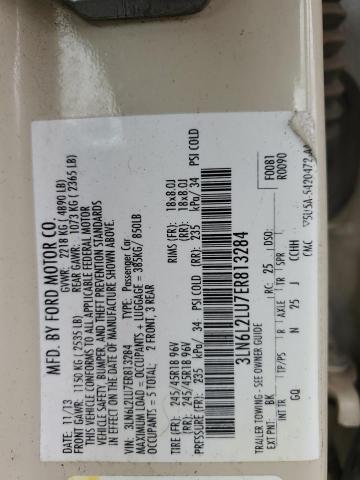 MFD. BY FORD MOTOR CO.
DATE: 11/13 GVWR: 2218 KG ( 4890 LB)
FRONT GAWR: 1150 KG ( 2535 LB) REAR GAWR: 1073 KG ( 2365 LB)
THIS VEHICLE CONFORMS TO ALL APPLICABLE FEDERAL MOTOR
VEHICLE SAFETY, BUMPER, AND THEFT PREVENTION STANDARDS
IN EFFECT ON THE DATE OF MANUFACTURE SHOWN ABOVE.
VIN: 3LN6L2LU7ER813284
TYPE: Passenger Car
MAXIMUM LOAD = OCCUPANTS + LUGGAGE = 385KG/ 850LB
OCCUPANTS = 5 TOTAL: 2 FRONT, 3 REAR
TIRE (FR): 245/45R18 96V RIMS (FR): 18x8.0J
(RR): 245/45R18 96V (RR): 18x8.0J
PRESSURE(FR): 235 kPa/ 34 PSI COLD (RR): 235 kPa/ 34 PSI COLD
3LN6L2LU7ER813284
TRAILER TOWING - SEE OWNER GUIDE F0081
R0090
EXT PNT: BK RC: 25 DSO:
INT TR TP/PS R AXLE TR SPR
GQ N 25 J CCHH
CMC 5U5A-5420472-AA